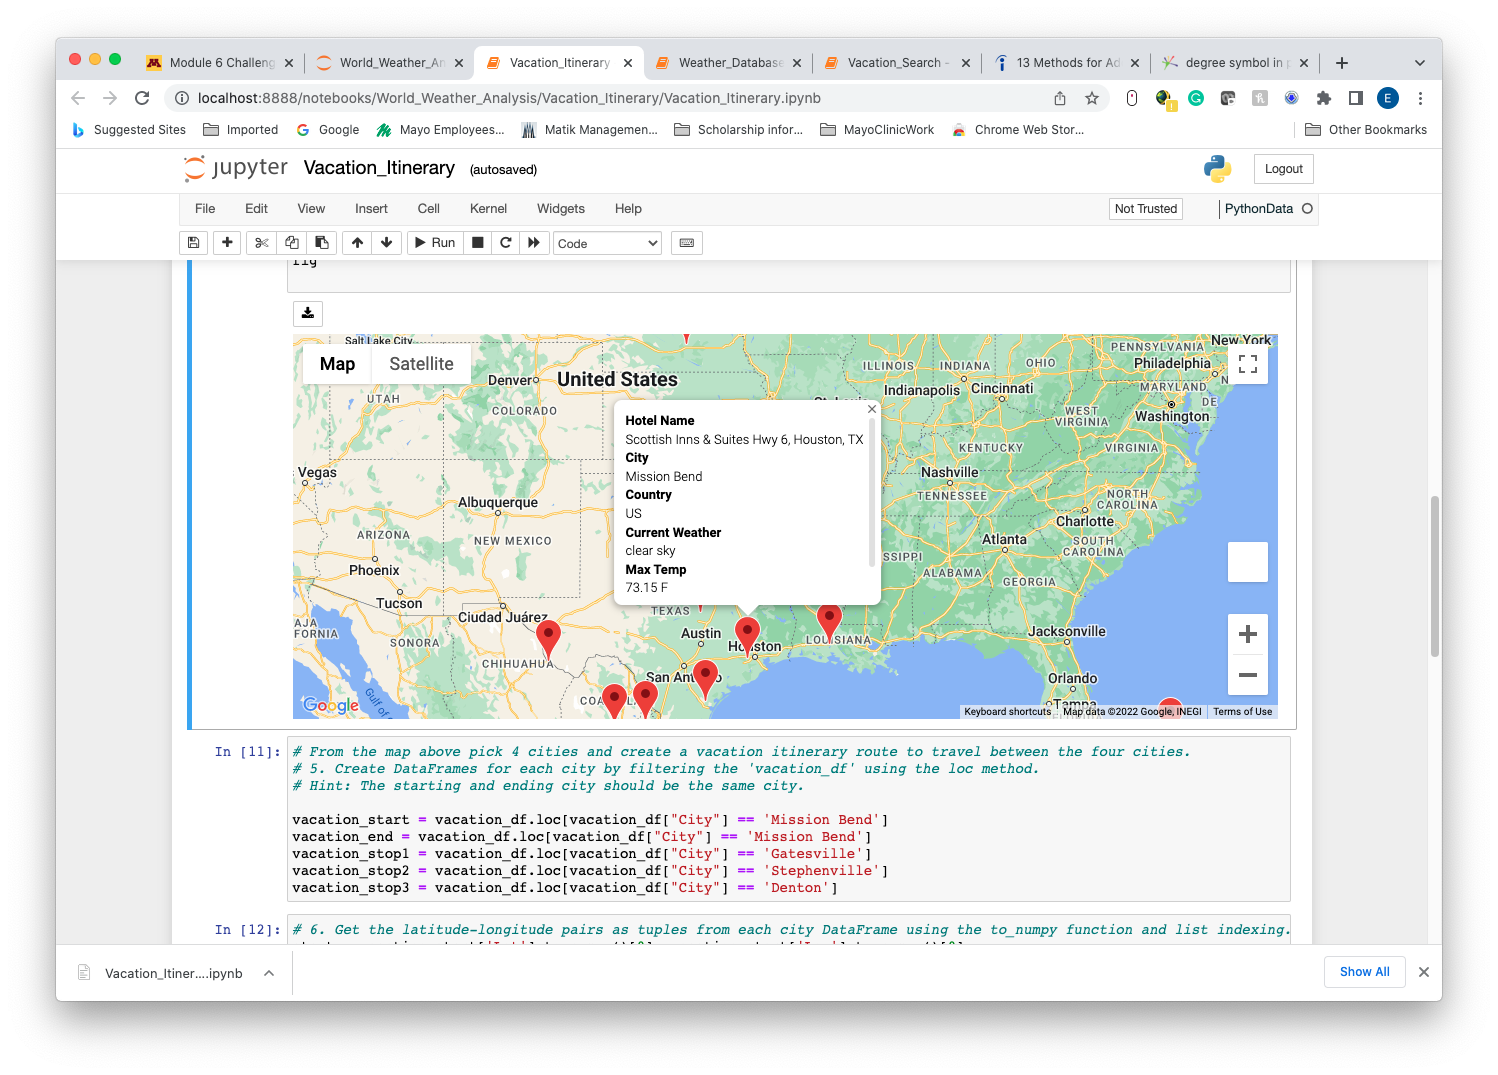 Module 6 Challeng
World_Weather_An
Vacation_Itinerary
Weather_Database
Vacation_Search -
13 Methods for Ad
degree symbol in p
localhost:8888/notebooks/World_Weather_Analysis/Vacation_Itinerary/Vacation_Itinerary.ipynb
E
Suggested Sites
Imported
Google
Mayo Employees...
Matik Managemen...
Scholarship infor...
MayoClinicWork
Chrome Web Stor...
Other Bookmarks
jupyter Vacation_Itinerary (autosaved)
Logout
File Edit View Insert Cell Kernel Widgets Help
Not Trusted
PythonData
Run
Code
fig
Map Satellite
Salt Lake City
UTAH
Denver
COLORADO
United States
ILLINOIS
INDIANA
OHIO
PENNSYLVANIA
New York
Philadelphia
Indianapolis
Cincinnati
MARYLAND
N
DE
WEST
VIRGINIA
Washington
KENTUCKY
VIRGINIA
Vegas
Nashville
TENNESSEE
NORTH
CAROLINA
Charlotte
Albuquerque
ARIZONA
NEW MEXICO
Phoenix
Tucson
Atlanta
SOUTH
CAROLINA
SSIPPI
ALABAMA
GEORGIA
Hotel Name
Scottish Inns & Suites Hwy 6, Houston, TX
City
Mission Bend
Country
US
Current Weather
clear sky
Max Temp
73.15 F
TEXAS
Ciudad Juárez
AJA
FORNIA
SONORA
CHIHUAHUA
Austin
Houston
LOUISIANA
Jacksonville
San Antonio
Orlando
Tampa
COA
LA
Gulf of
Google
Keyboard shortcuts
Map data ©2022 Google, INEGI
Terms of Use
In [11]:
# From the map above pick 4 cities and create a vacation itinerary route to travel between the four cities.
# 5. Create DataFrames for each city by filtering the 'vacation_df' using the loc method.
# Hint: The starting and ending city should be the same city.
vacation_start = vacation_df.loc[vacation_df["City"] == 'Mission Bend']
vacation_end = vacation_df.loc[vacation_df["City"] == 'Mission Bend']
vacation_stop1 = vacation_df.loc[vacation_df["City"] == 'Gatesville']
vacation_stop2 = vacation_df.loc[vacation_df["City"] == 'Stephenville']
vacation_stop3 = vacation_df.loc[vacation_df["City"] == 'Denton']
In [12]:
# 6. Get the latitude-longitude pairs as tuples from each city DataFrame using the to_numpy function and list indexing.
Vacation_Itiner....ipynb
Show All